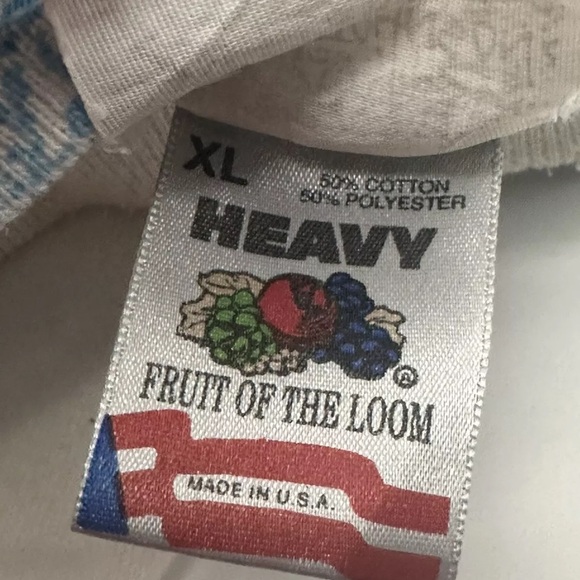 XL
50% COTTON
50% POLYESTER
HEAVY
®
FRUIT OF THE LOOM
MADE IN U.S.A.